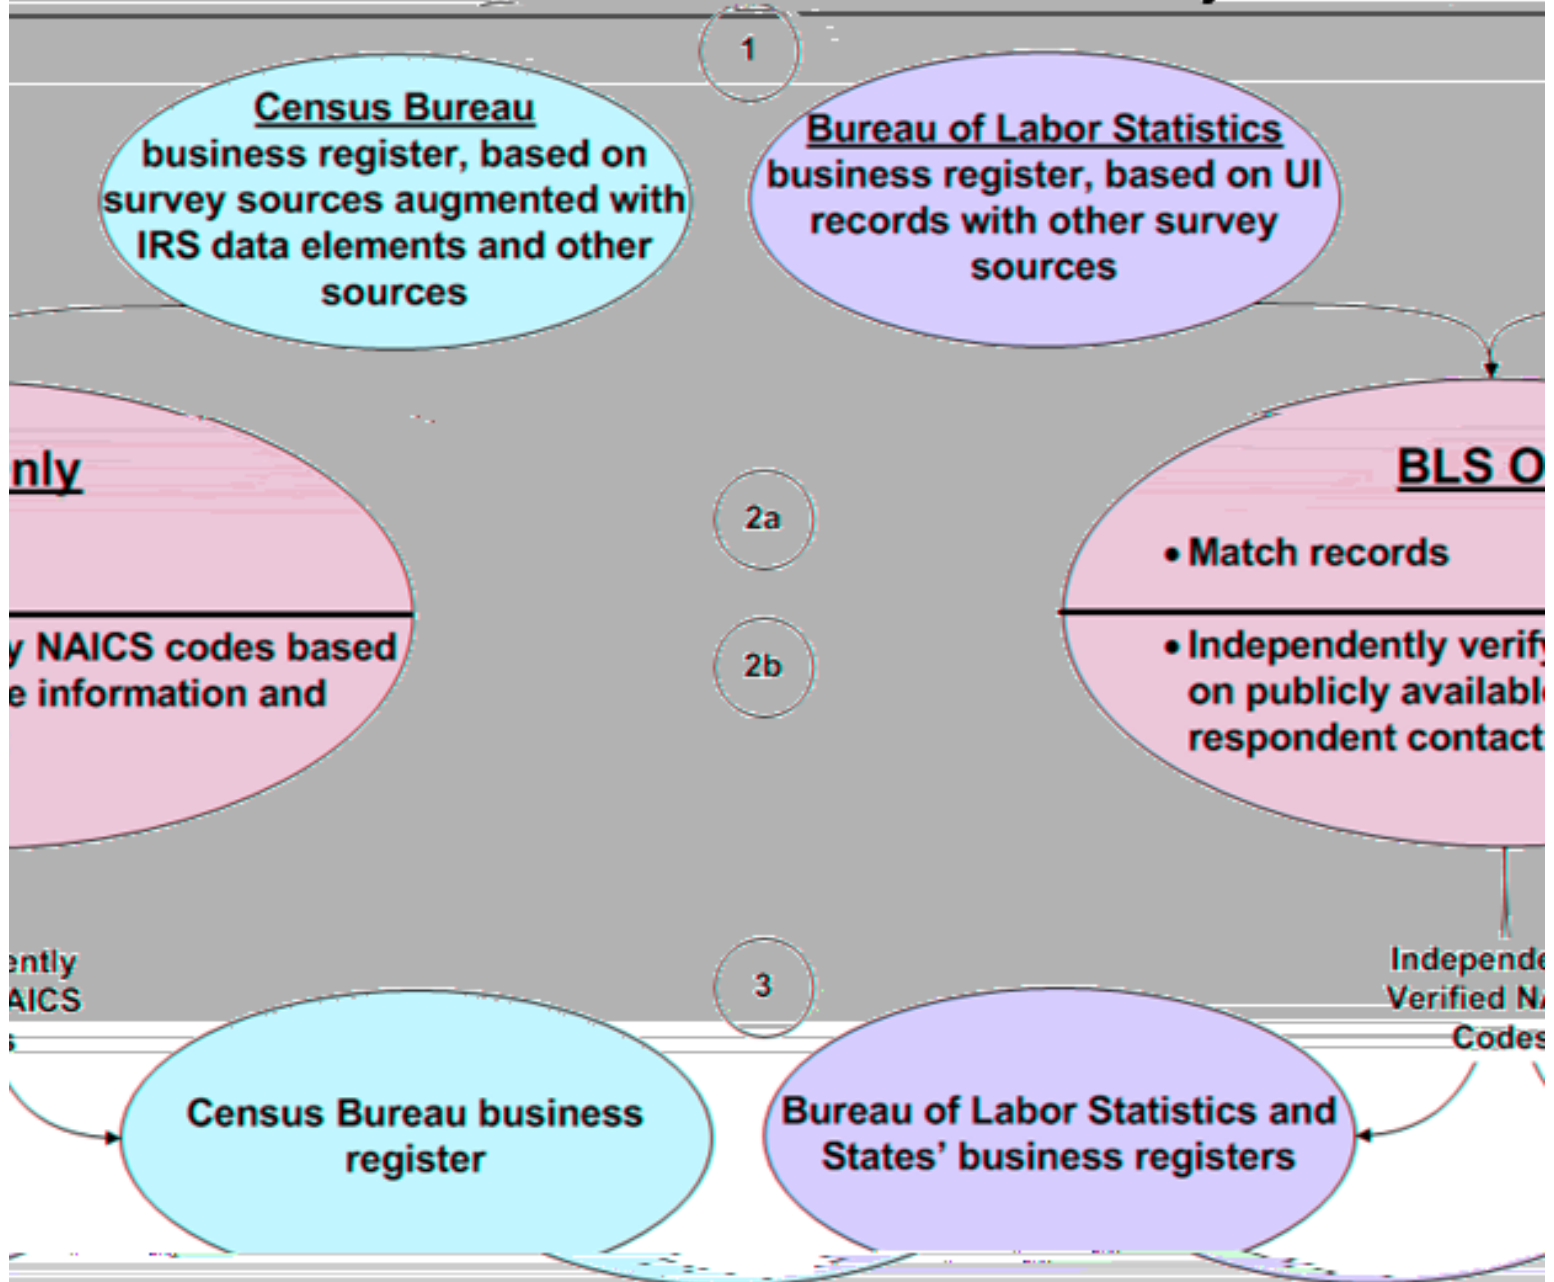 1
Census Bureau
business register, based on
survey sources augmented with
IRS data elements and other
sources
Bureau of Labor Statistics
business register, based on UI
records with other survey
sources
nly
y NAICS codes based
e information and
2a
2b
BLS O
• Match records
• Independently verify
on publicly available
respondent contact
ently
AICS
s
3
Independe
Verified NA
Codes
Census Bureau business
register
Bureau of Labor Statistics and
States’ business registers